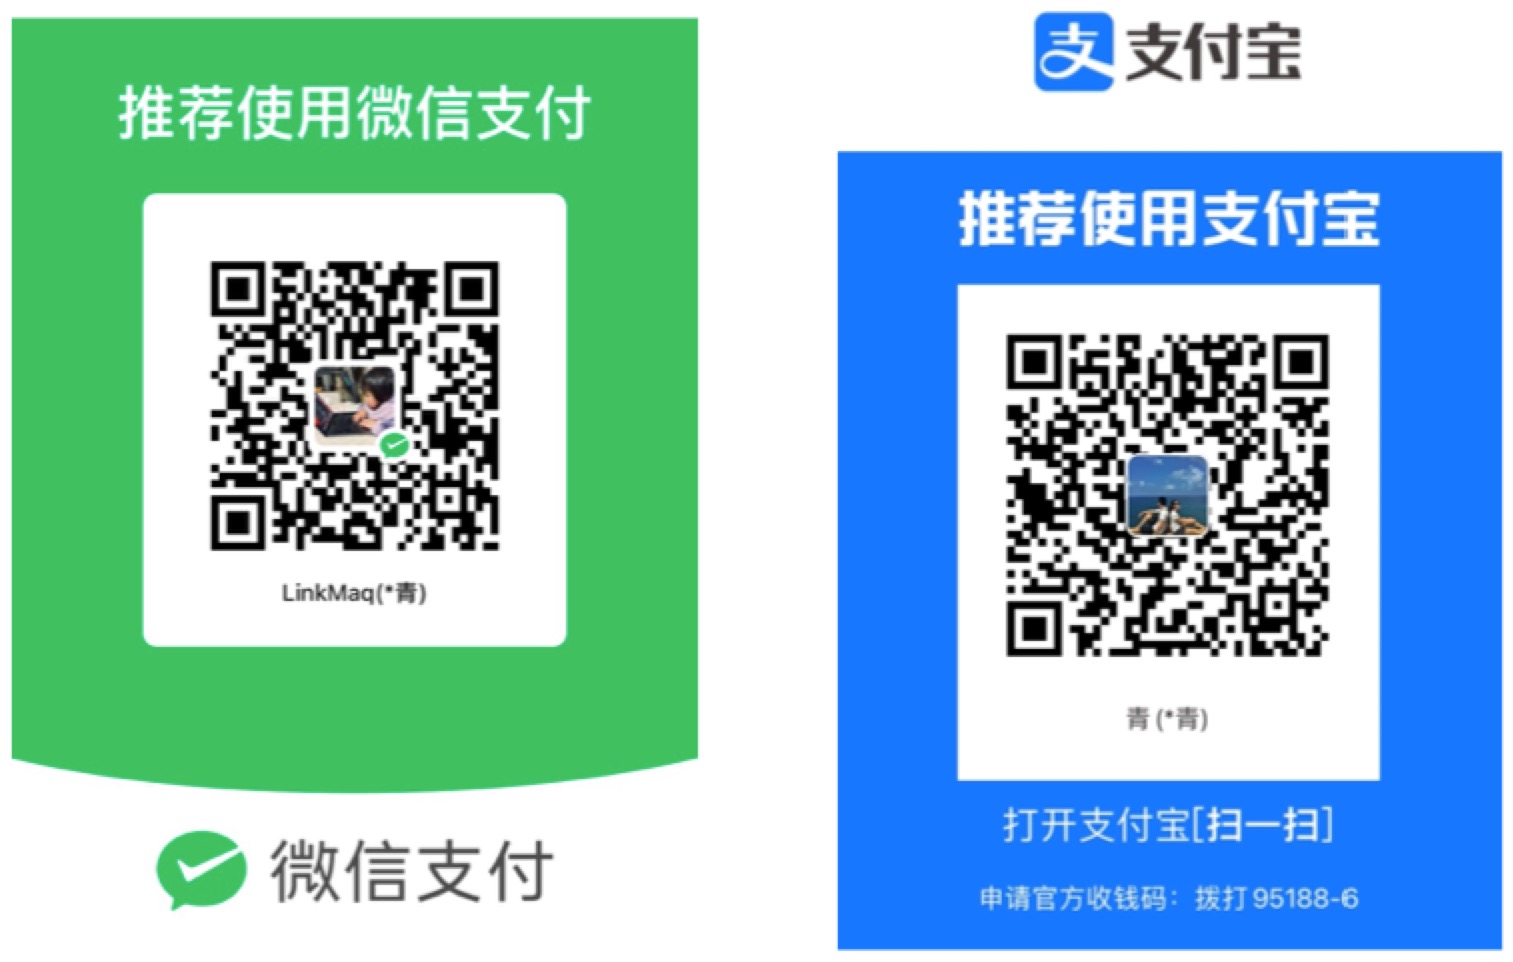 推荐使用微信支付
LinkMaq(*青)
微信支付
支 支付宝
推荐使用支付宝
青 (*青)
打开支付宝[扫一扫]
申请官方收钱码：拨打 95188-6